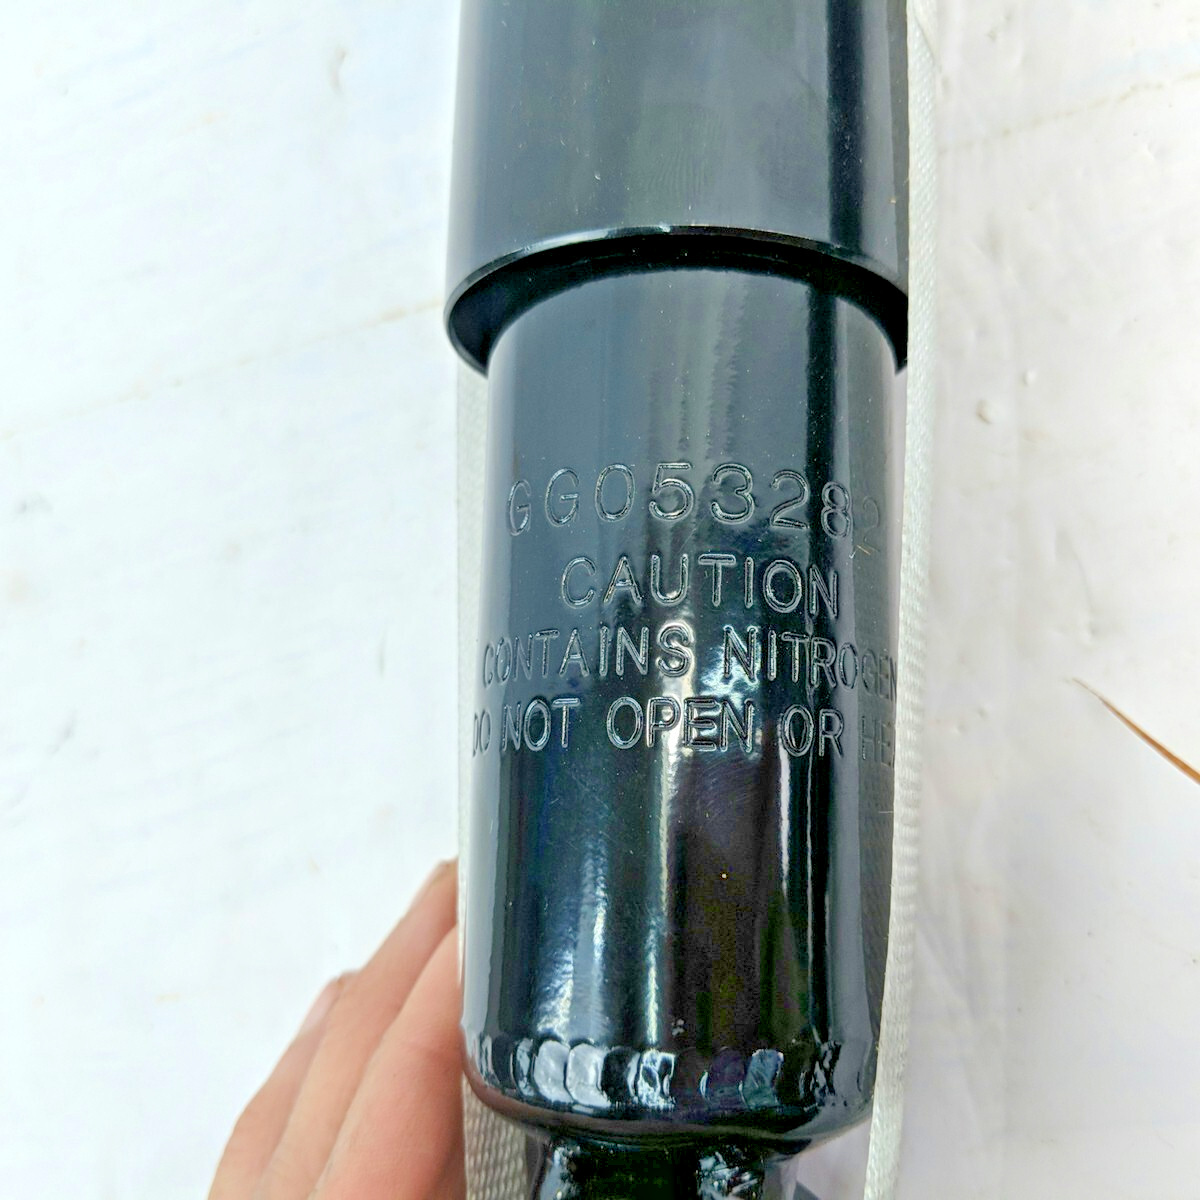 GG053282
CAUTION
CONTAINS NITROGEN
DO NOT OPEN OR